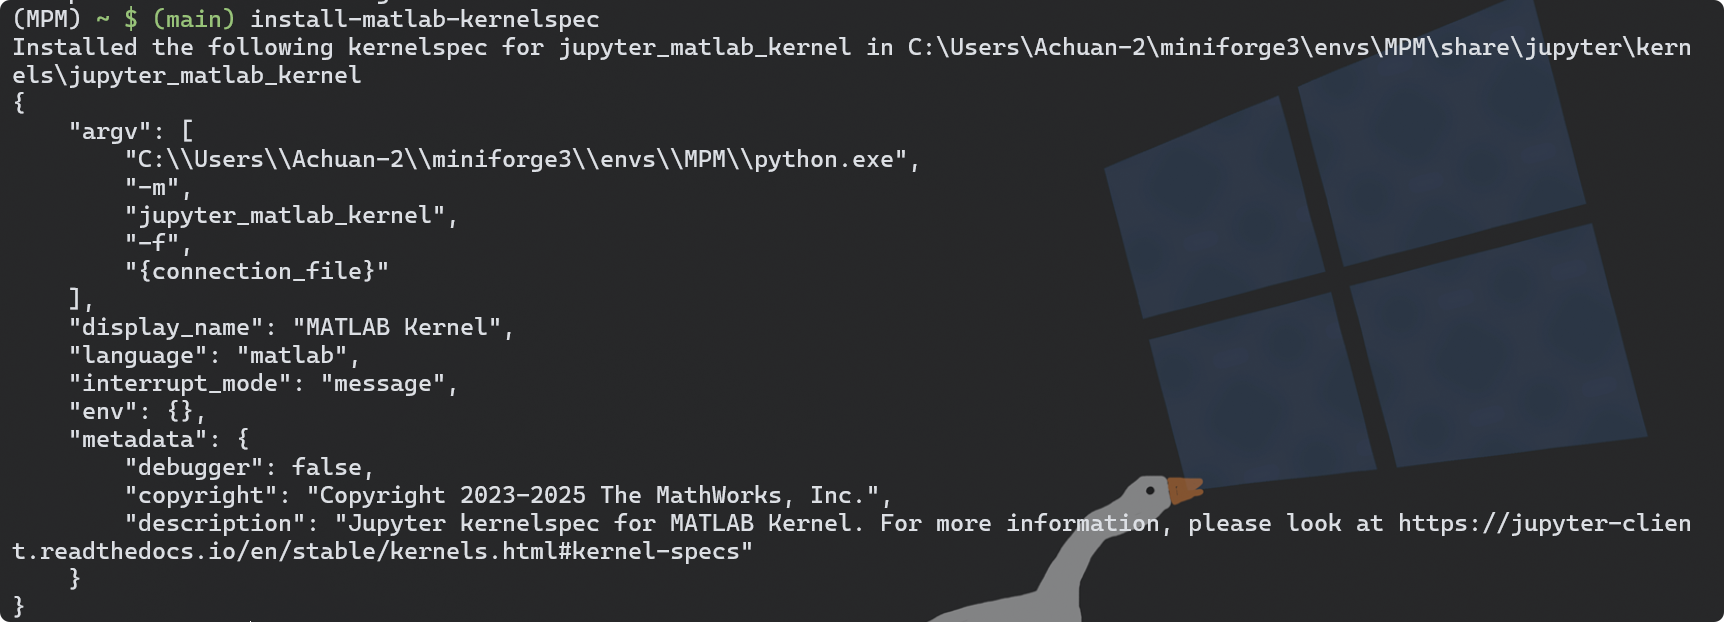 (MPM) ~ $ (main) install-matlab-kernelspec
Installed the following kernelspec for jupyter_matlab_kernel in C:\Users\Achuan-2\miniforge3\envs\MPM\share\jupyter\kern
els\jupyter_matlab_kernel
{
    "argv": [
        "C:\\Users\\Achuan-2\\miniforge3\\envs\\MPM\\python.exe",
        "-m",
        "jupyter_matlab_kernel",
        "-f",
        "{connection_file}"
    ],
    "display_name": "MATLAB Kernel",
    "language": "matlab",
    "interrupt_mode": "message",
    "env": {},
    "metadata": {
        "debugger": false,
        "copyright": "Copyright 2023-2025 The MathWorks, Inc.",
        "description": "Jupyter kernelspec for MATLAB Kernel. For more information, please look at https://jupyter-clien
t.readthedocs.io/en/stable/kernels.html#kernel-specs"
    }
}